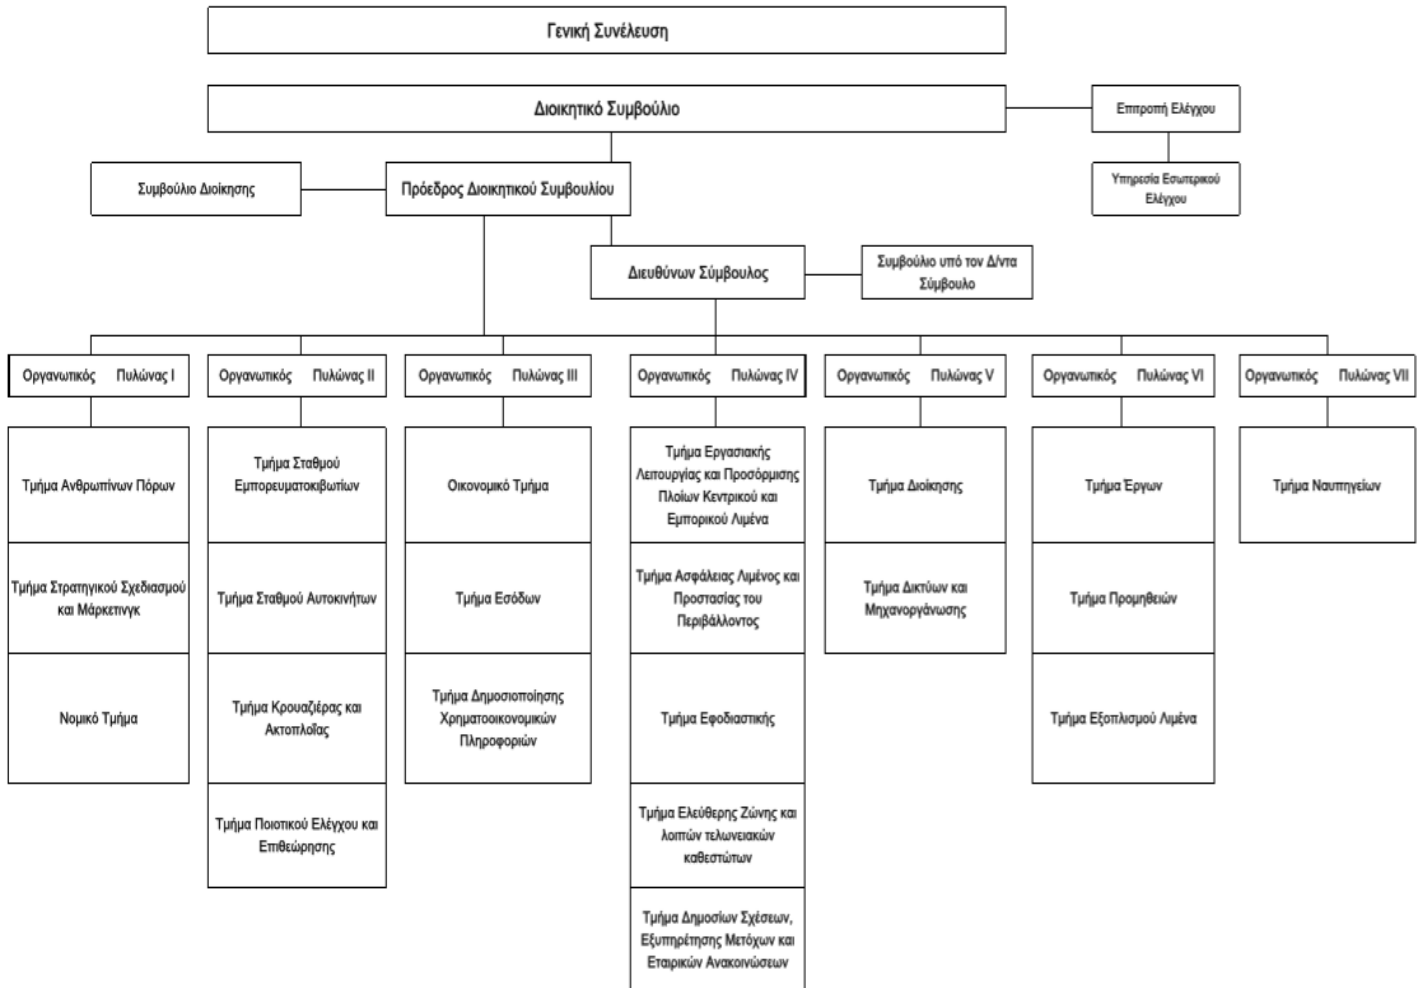 Γενική Συνέλευση
Διοικητικό Συμβούλιο
Επιτροπή Ελέγχου
Συμβούλιο Διοίκησης
Πρόεδρος Διοικητικού Συμβουλίου
Υπηρεσία Εσωτερικού
Ελέγχου
Διευθύνων Σύμβουλος
Συμβούλιο υπό τον Δ/ντα
Σύμβουλο
Οργανωτικός Πυλώνας I
Οργανωτικός Πυλώνας II
Οργανωτικός Πυλώνας III
Οργανωτικός Πυλώνας IV
Οργανωτικός Πυλώνας V
Οργανωτικός Πυλώνας VI
Οργανωτικός Πυλώνας VII
Τμήμα Ανθρωπίνων Πόρων
Τμήμα Σταθμού
Εμπορευματοκιβωτίων
Οικονομικό Τμήμα
Τμήμα Εργασιακής
Λειτουργίας και Προσόρμισης
Πλοίων Κεντρικού και
Εμπορικού Λιμένα
Τμήμα Διοίκησης
Τμήμα Έργων
Τμήμα Ναυπηγείων
Τμήμα Στρατηγικού Σχεδιασμού
και Μάρκετινγκ
Τμήμα Σταθμού Αυτοκινήτων
Τμήμα Εσόδων
Τμήμα Ασφάλειας Λιμένος και
Προστασίας του
Περιβάλλοντος
Τμήμα Δικτύων και
Μηχανοργάνωσης
Τμήμα Προμηθειών
Νομικό Τμήμα
Τμήμα Κρουαζιέρας και
Ακτοπλοΐας
Τμήμα Δημοσιοποίησης
Χρηματοοικονομικών
Πληροφοριών
Τμήμα Εφοδιαστικής
Τμήμα Εξοπλισμού Λιμένα
Τμήμα Ποιοτικού Ελέγχου και
Επιθεώρησης
Τμήμα Ελεύθερης Ζώνης και
λοιπών τελωνειακών
καθεστώτων
Τμήμα Δημοσίων Σχέσεων,
Εξυπηρέτησης Μετόχων και
Εταιρικών Ανακοινώσεων